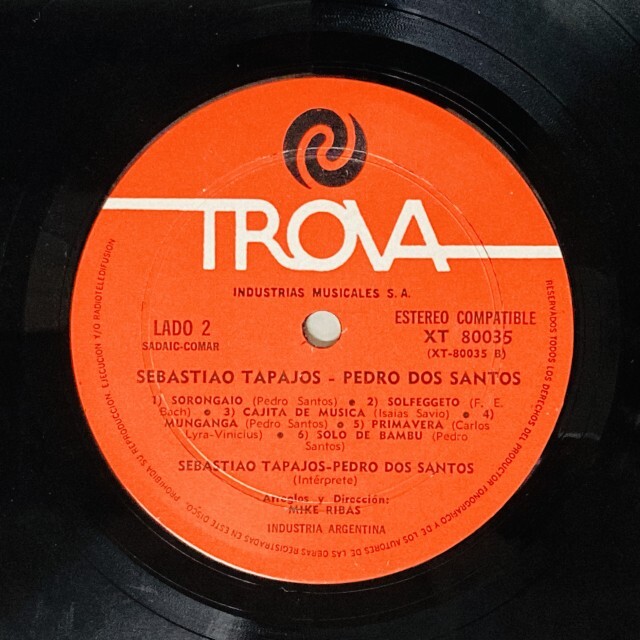 TROVA
INDUSTRIAS MUSICALES S. A.
LADO 2
SADAIC-COMAR
ESTEREO COMPATIBLE
XT 80035
(XT-80035 B)
SEBASTIAO TAPAJOS - PEDRO DOS SANTOS
1) SORONGAIO (Pedro Santos) • 2) SOLFEGGETO (F. E.
Bach) • 3) CAJITA DE MUSICA (Isaias Savio) • 4)
MUNGANGA (Pedro Santos) • 5) PRIMAVERA (Carlos
Lyra-Vinicius) • 6) SOLO DE BAMBU (Pedro
Santos)
SEBASTIAO TAPAJOS-PEDRO DOS SANTOS
(Intérprete)
Arreglos y Dirección:
MIKE RIBAS
INDUSTRIA ARGENTINA
PROHIBIDA SU REPRODUCCION, EJECUCION Y/O RADIOTELEDIFUSION
RESERVADOS TODOS LOS DERECHOS DEL PRODUCTOR FONOGRAFICO Y DE LOS AUTORES DE LAS OBRAS REGISTRADAS EN ESTE DISCO.